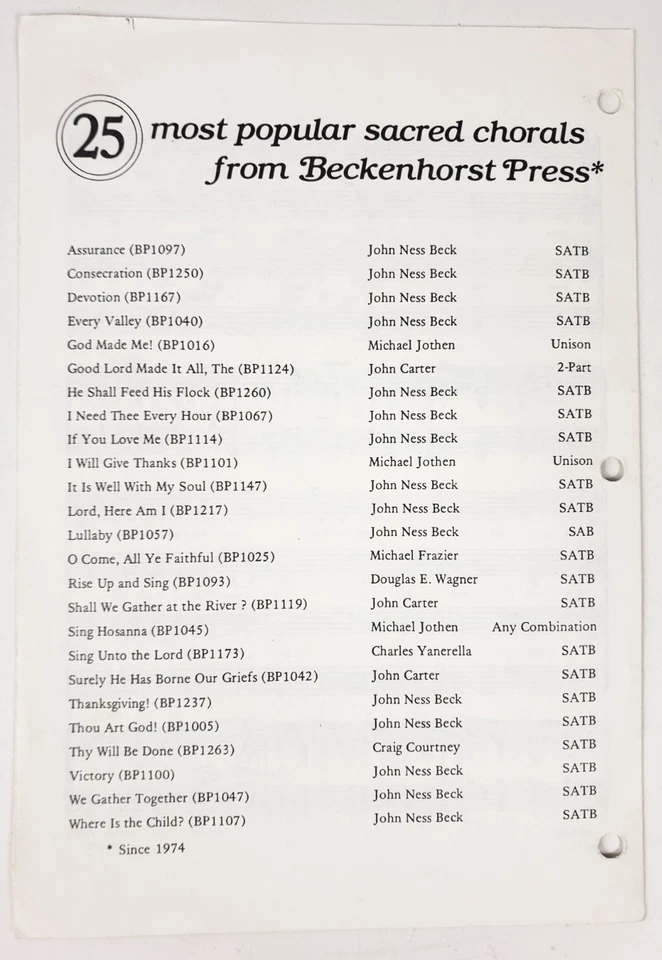 25 most popular sacred chorals
from Beckenhorst Press*
Assurance (BP1097) John Ness Beck SATB
Consecration (BP1250) John Ness Beck SATB
Devotion (BP1167) John Ness Beck SATB
Every Valley (BP1040) John Ness Beck SATB
God Made Me! (BP1016) Michael Jothen Unison
Good Lord Made It All, The (BP1124) John Carter 2-Part
He Shall Feed His Flock (BP1260) John Ness Beck SATB
I Need Thee Every Hour (BP1067) John Ness Beck SATB
If You Love Me (BP1114) John Ness Beck SATB
I Will Give Thanks (BP1101) Michael Jothen Unison
It Is Well With My Soul (BP1147) John Ness Beck SATB
Lord, Here Am I (BP1217) John Ness Beck SATB
Lullaby (BP1057) John Ness Beck SAB
O Come, All Ye Faithful (BP1025) Michael Frazier SATB
Rise Up and Sing (BP1093) Douglas E. Wagner SATB
Shall We Gather at the River ? (BP1119) John Carter SATB
Sing Hosanna (BP1045) Michael Jothen Any Combination
Sing Unto the Lord (BP1173) Charles Yanerella SATB
Surely He Has Borne Our Griefs (BP1042) John Carter SATB
Thanksgiving! (BP1237) John Ness Beck SATB
Thou Art God! (BP1005) John Ness Beck SATB
Thy Will Be Done (BP1263) Craig Courtney SATB
Victory (BP1100) John Ness Beck SATB
We Gather Together (BP1047) John Ness Beck SATB
Where Is the Child? (BP1107) John Ness Beck SATB
* Since 1974